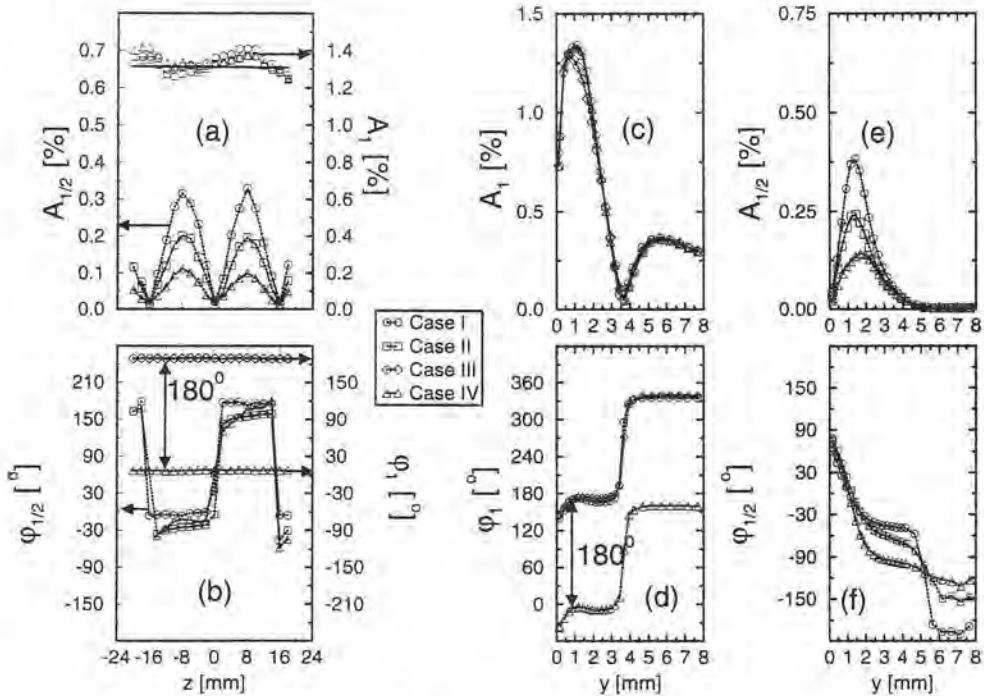 0.7
0.6
0.5
0.4
0.3
0.2
0.1
0.0
A1/2 [%]
(a)
1.4
1.2
1.0
0.8
0.6
0.4
0.2
0.0
A1 [%]
1.5
1.0
0.5
0.0
A1 [%]
(c)
0 1 2 3 4 5 6 7 8
0.75
0.50
0.25
0.00
A1/2 [%]
(e)
0 1 2 3 4 5 6 7 8
Case I
Case II
Case III
Case IV
210
150
90
30
-30
-90
-150
φ1/2 [°]
180°
(b)
150
90
30
-30
-90
-150
-210
φ1 [°]
-24 -16 -8 0 8 16 24
z [mm]
360
300
240
180
120
60
0
φ1 [°]
180°
(d)
0 1 2 3 4 5 6 7 8
y [mm]
150
90
30
-30
-90
-150
φ1/2 [°]
(f)
0 1 2 3 4 5 6 7 8
y [mm]